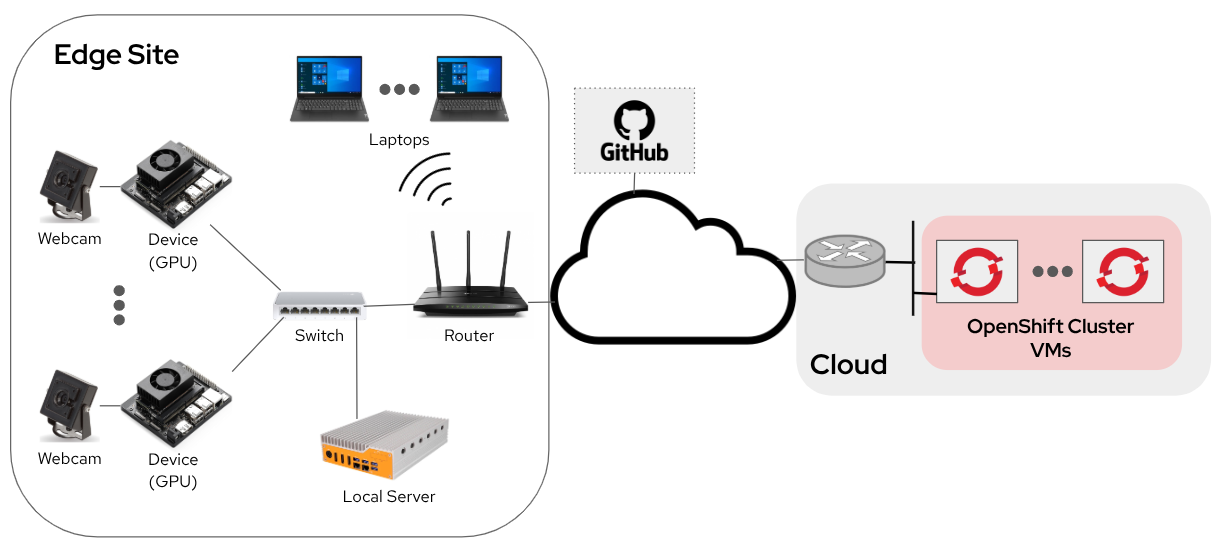 Edge Site
Laptops
GitHub
Webcam
Device
(GPU)
Switch
Router
OpenShift Cluster
VMs
Cloud
Webcam
Device
(GPU)
Local Server